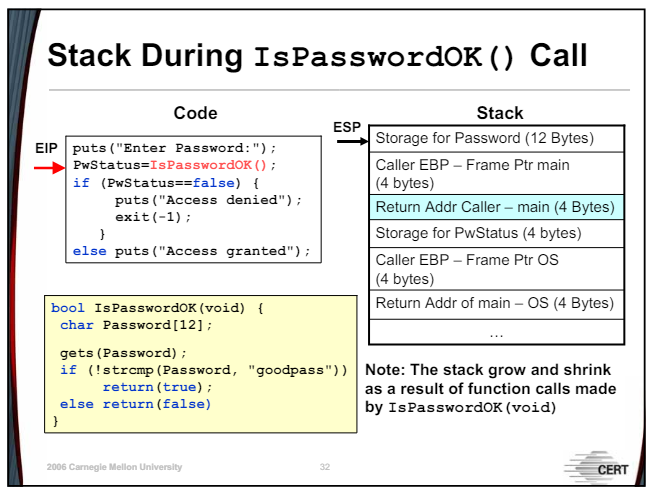 Stack During IsPasswordOK() Call
Code
EIP
puts("Enter Password:");
PwStatus=IsPasswordOK();
if (PwStatus==false) {
puts("Access denied");
exit(-1);
}
else puts("Access granted");
bool IsPasswordOK(void) {
char Password[12];
gets(Password);
if (!strcmp(Password, "goodpass"))
return(true);
else return(false)
}
Stack
ESP
Storage for Password (12 Bytes)
Caller EBP – Frame Ptr main
(4 bytes)
Return Addr Caller – main (4 Bytes)
Storage for PwStatus (4 bytes)
Caller EBP – Frame Ptr OS
(4 bytes)
Return Addr of main – OS (4 Bytes)
…
Note: The stack grow and shrink
as a result of function calls made
by IsPasswordOK(void)
2006 Carnegie Mellon University
32
CERT